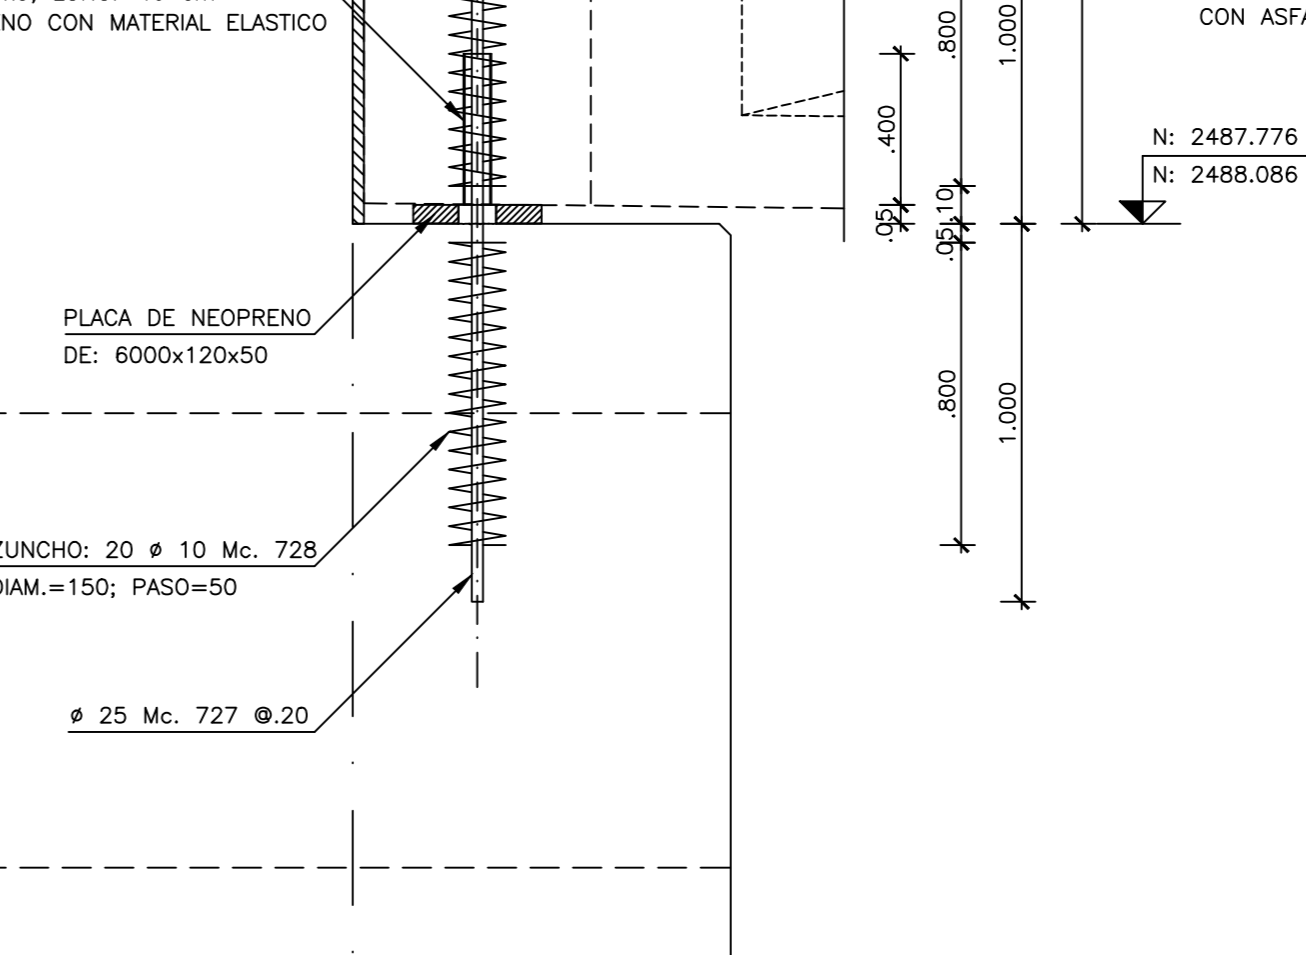 ENO CON MATERIAL ELASTICO
CON ASFA
.800
1.000
.400
N: 2487.776
N: 2488.086
.10
.05
.05
PLACA DE NEOPRENO
DE: 6000x120x50
.800
1.000
ZUNCHO: 20 ø 10 Mc. 728
DIAM.=150; PASO=50
ø 25 Mc. 727 @.20